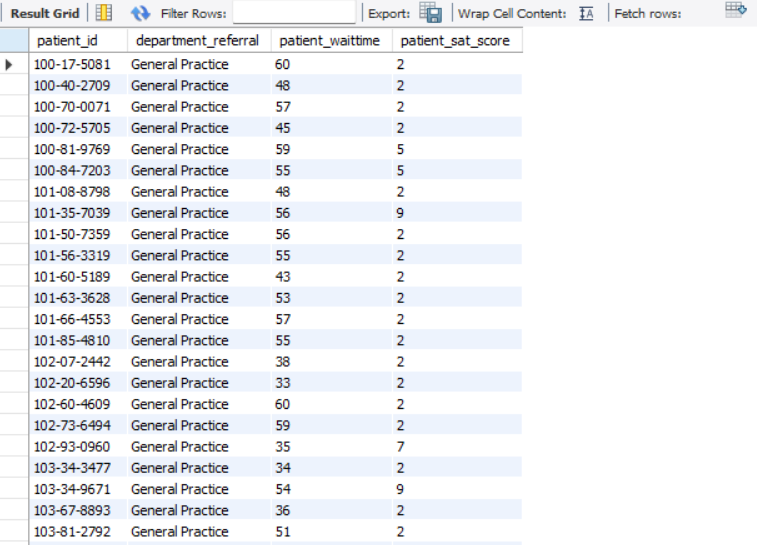 Result Grid Filter Rows: Export: Wrap Cell Content: Fetch rows:
patient_id department_referral patient_waittime patient_sat_score
100-17-5081 General Practice 60 2
100-40-2709 General Practice 48 2
100-70-0071 General Practice 57 2
100-72-5705 General Practice 45 2
100-81-9769 General Practice 59 5
100-84-7203 General Practice 55 5
101-08-8798 General Practice 48 2
101-35-7039 General Practice 56 9
101-50-7359 General Practice 56 2
101-56-3319 General Practice 55 2
101-60-5189 General Practice 43 2
101-63-3628 General Practice 53 2
101-66-4553 General Practice 57 2
101-85-4810 General Practice 55 2
102-07-2442 General Practice 38 2
102-20-6596 General Practice 33 2
102-60-4609 General Practice 60 2
102-73-6494 General Practice 59 2
102-93-0960 General Practice 35 7
103-34-3477 General Practice 34 2
103-34-9671 General Practice 54 9
103-67-8893 General Practice 36 2
103-81-2792 General Practice 51 2